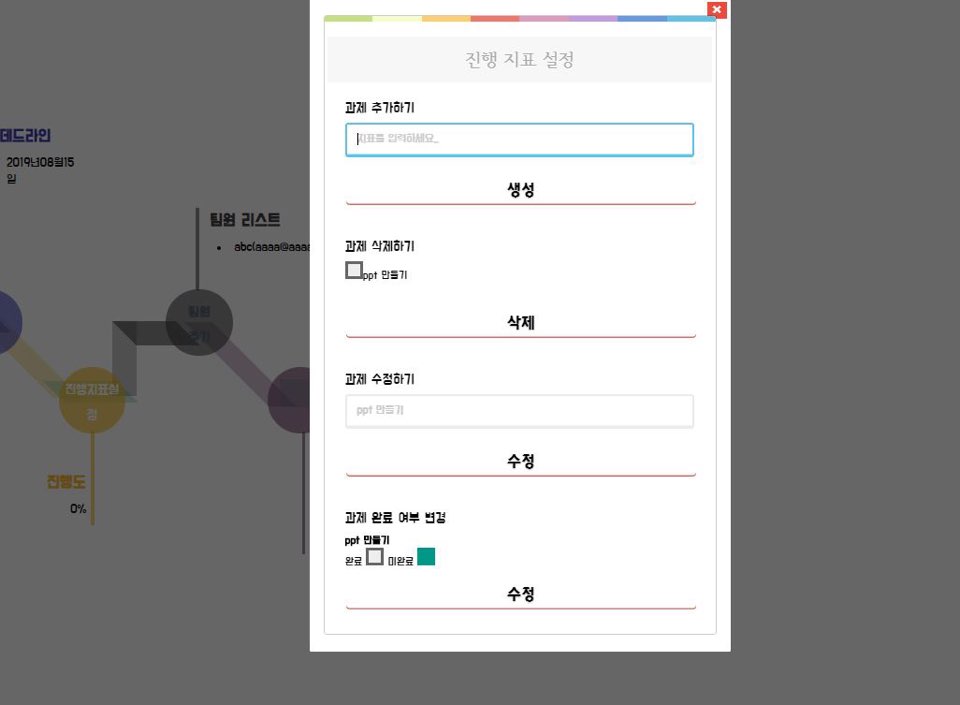 데드라인
2019년08월15
일
팀원 리스트
abc(aaaa@aaaa
팀원
추가
진행지표설
정
진행도
0%
진행 지표 설정
과제 추가하기
지표를 입력하세요_
생성
과제 삭제하기
ppt 만들기
삭제
과제 수정하기
ppt 만들기
수정
과제 완료 여부 변경
ppt 만들기
완료 미완료
수정